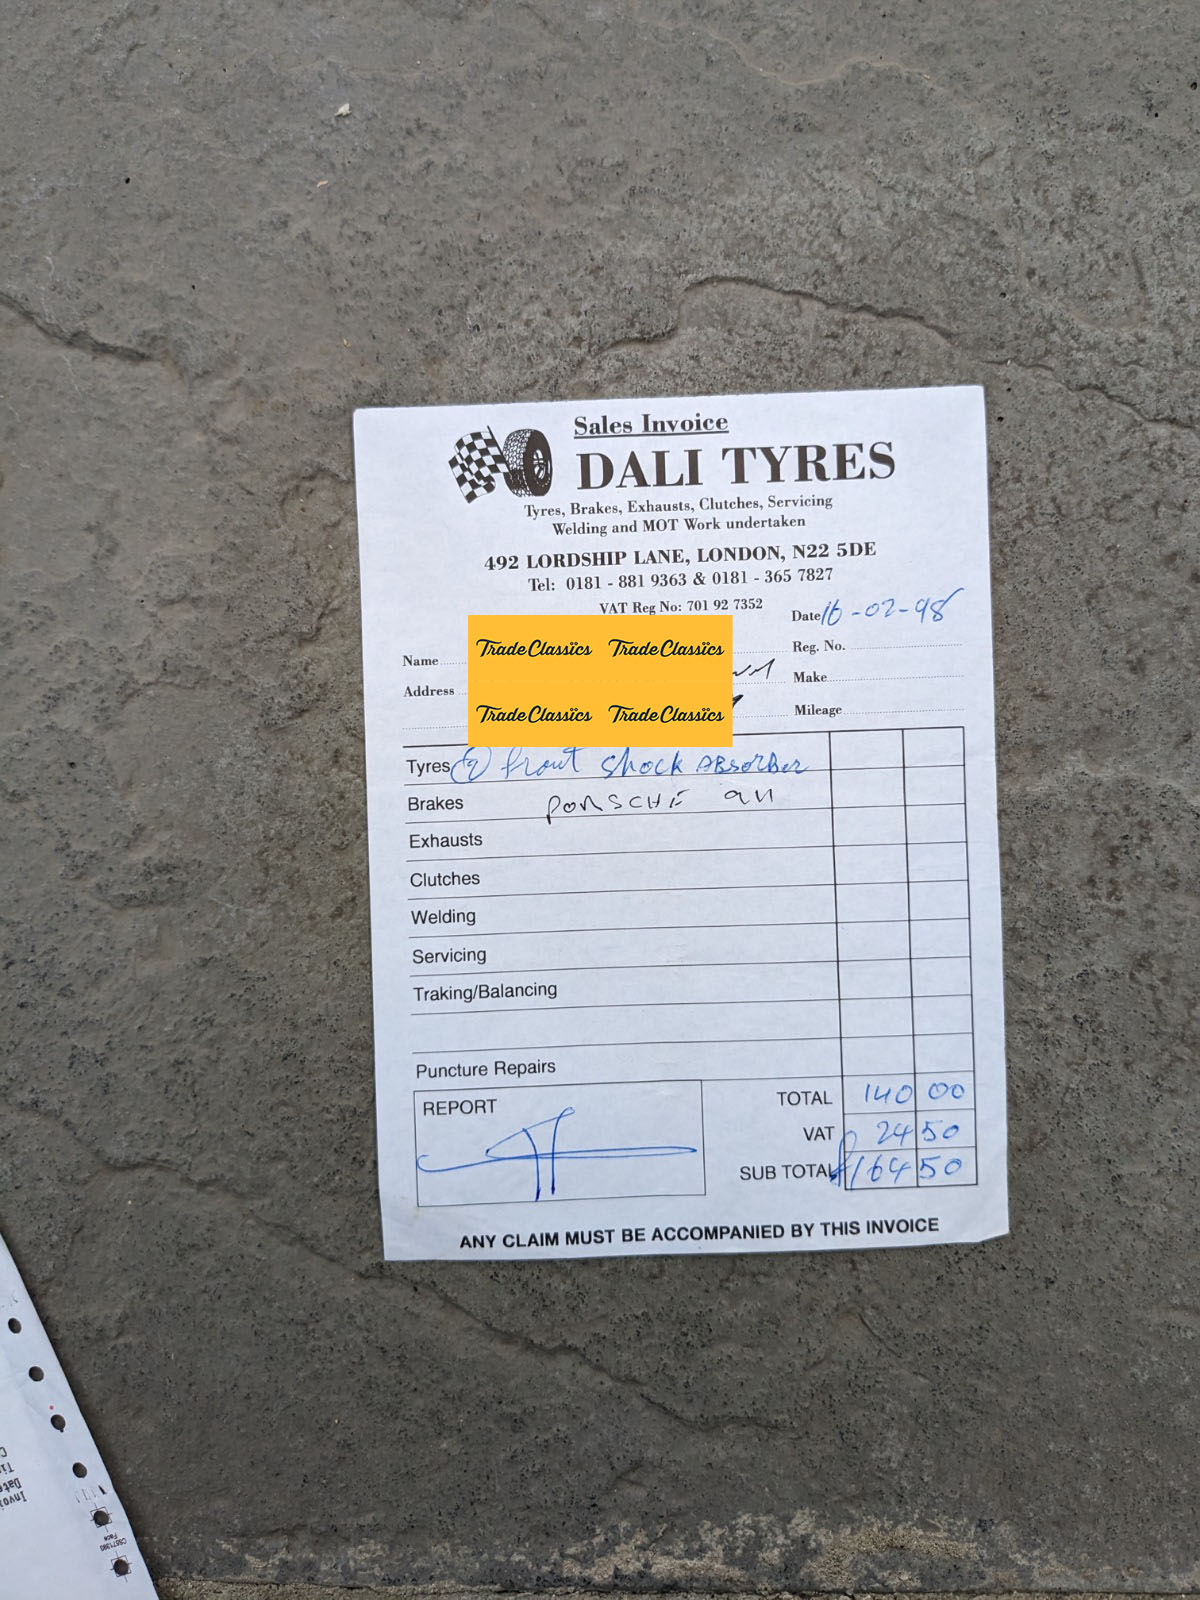 Sales Invoice
DALI TYRES
Tyres, Brakes, Exhausts, Clutches, Servicing
Welding and MOT Work undertaken
492 LORDSHIP LANE, LONDON, N22 5DE
Tel: 0181 - 881 9363 & 0181 - 365 7827
VAT Reg No: 701 92 7352
Date 16-02-98
Name
Reg. No.
Address
Make
Mileage
TradeClassics TradeClassics
TradeClassics TradeClassics
Tyres 2 front shock ABsorBer
Brakes PORSCHE 911
Exhausts
Clutches
Welding
Servicing
Traking/Balancing
Puncture Repairs
REPORT
TOTAL 140 00
VAT 24 50
SUB TOTAL £164 50
ANY CLAIM MUST BE ACCOMPANIED BY THIS INVOICE